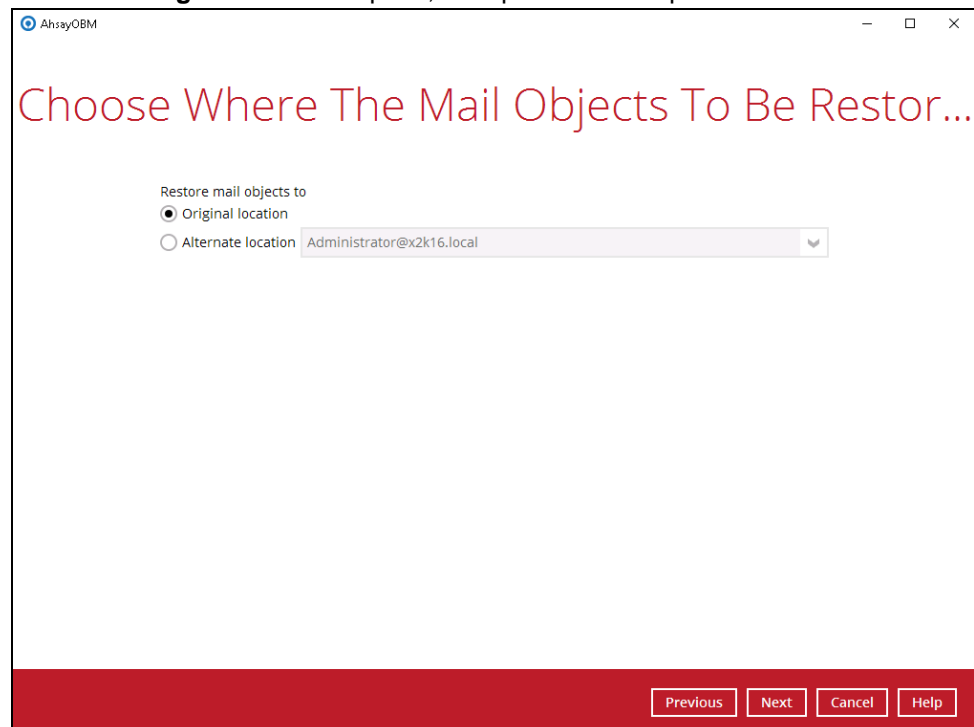 AhsayOBM
Choose Where The Mail Objects To Be Restor...
Restore mail objects to
Original location
Alternate location Administrator@x2k16.local
Previous Next Cancel Help